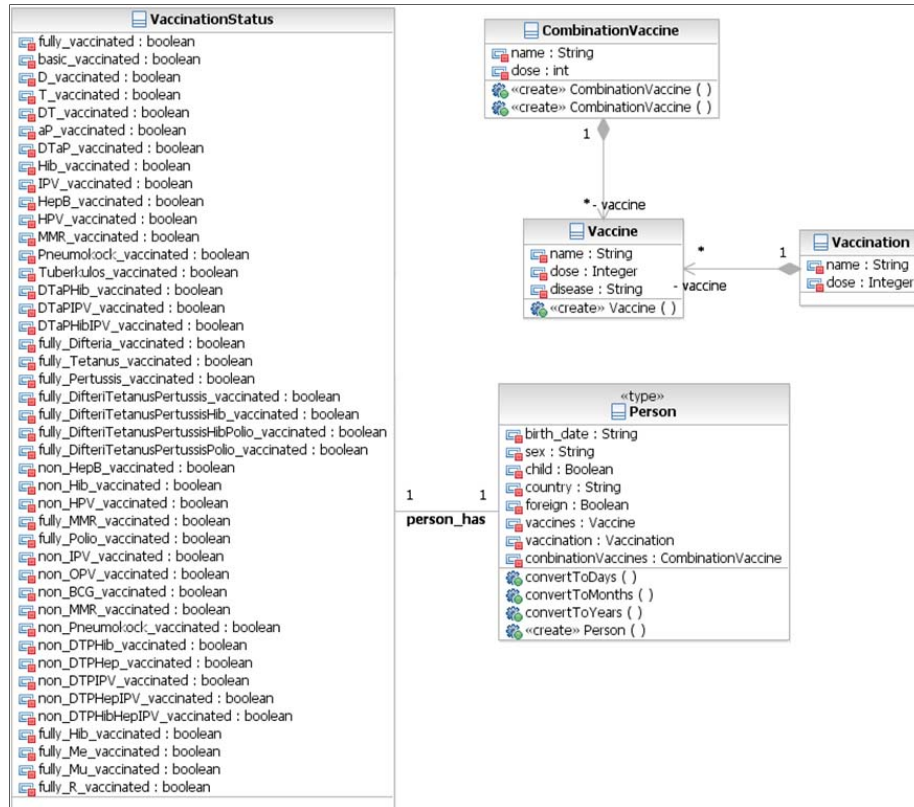 VaccinationStatus
fully_vaccinated : boolean
basic_vaccinated : boolean
D_vaccinated : boolean
T_vaccinated : boolean
DT_vaccinated : boolean
aP_vaccinated : boolean
DTaP_vaccinated : boolean
Hib_vaccinated : boolean
IPV_vaccinated : boolean
HepB_vaccinated : boolean
HPV_vaccinated : boolean
MMR_vaccinated : boolean
Pneumokock_vaccinated : boolean
Tuberkulos_vaccinated : boolean
DTaPHib_vaccinated : boolean
DTaPIPV_vaccinated : boolean
DTaPHibIPV_vaccinated : boolean
fully_Difteria_vaccinated : boolean
fully_Tetanus_vaccinated : boolean
fully_Pertussis_vaccinated : boolean
fully_DifteriTetanusPertussis_vaccinated : boolean
fully_DifteriTetanusPertussisHib_vaccinated : boolean
fully_DifteriTetanusPertussisHibPolio_vaccinated : boolean
fully_DifteriTetanusPertussisPolio_vaccinated : boolean
non_HepB_vaccinated : boolean
non_Hib_vaccinated : boolean
non_HPV_vaccinated : boolean
fully_MMR_vaccinated : boolean
fully_Polio_vaccinated : boolean
non_IPV_vaccinated : boolean
non_OPV_vaccinated : boolean
non_BCG_vaccinated : boolean
non_MMR_vaccinated : boolean
non_Pneumokock_vaccinated : boolean
non_DTPHib_vaccinated : boolean
non_DTPHep_vaccinated : boolean
non_DTPIPV_vaccinated : boolean
non_DTPHepIPV_vaccinated : boolean
non_DTPHibHepIPV_vaccinated : boolean
fully_Hib_vaccinated : boolean
fully_Me_vaccinated : boolean
fully_Mu_vaccinated : boolean
fully_R_vaccinated : boolean
CombinationVaccine
name : String
dose : int
«create» CombinationVaccine ( )
«create» CombinationVaccine ( )
1
* - vaccine
Vaccine
name : String
dose : Integer
disease : String
«create» Vaccine ( )
*
1
- vaccine
Vaccination
name : String
dose : Integer
1 1
person_has
«type»
Person
birth_date : String
sex : String
child : Boolean
country : String
foreign : Boolean
vaccines : Vaccine
vaccination : Vaccination
conbinationVaccines : CombinationVaccine
convertToDays ( )
convertToMonths ( )
convertToYears ( )
«create» Person ( )